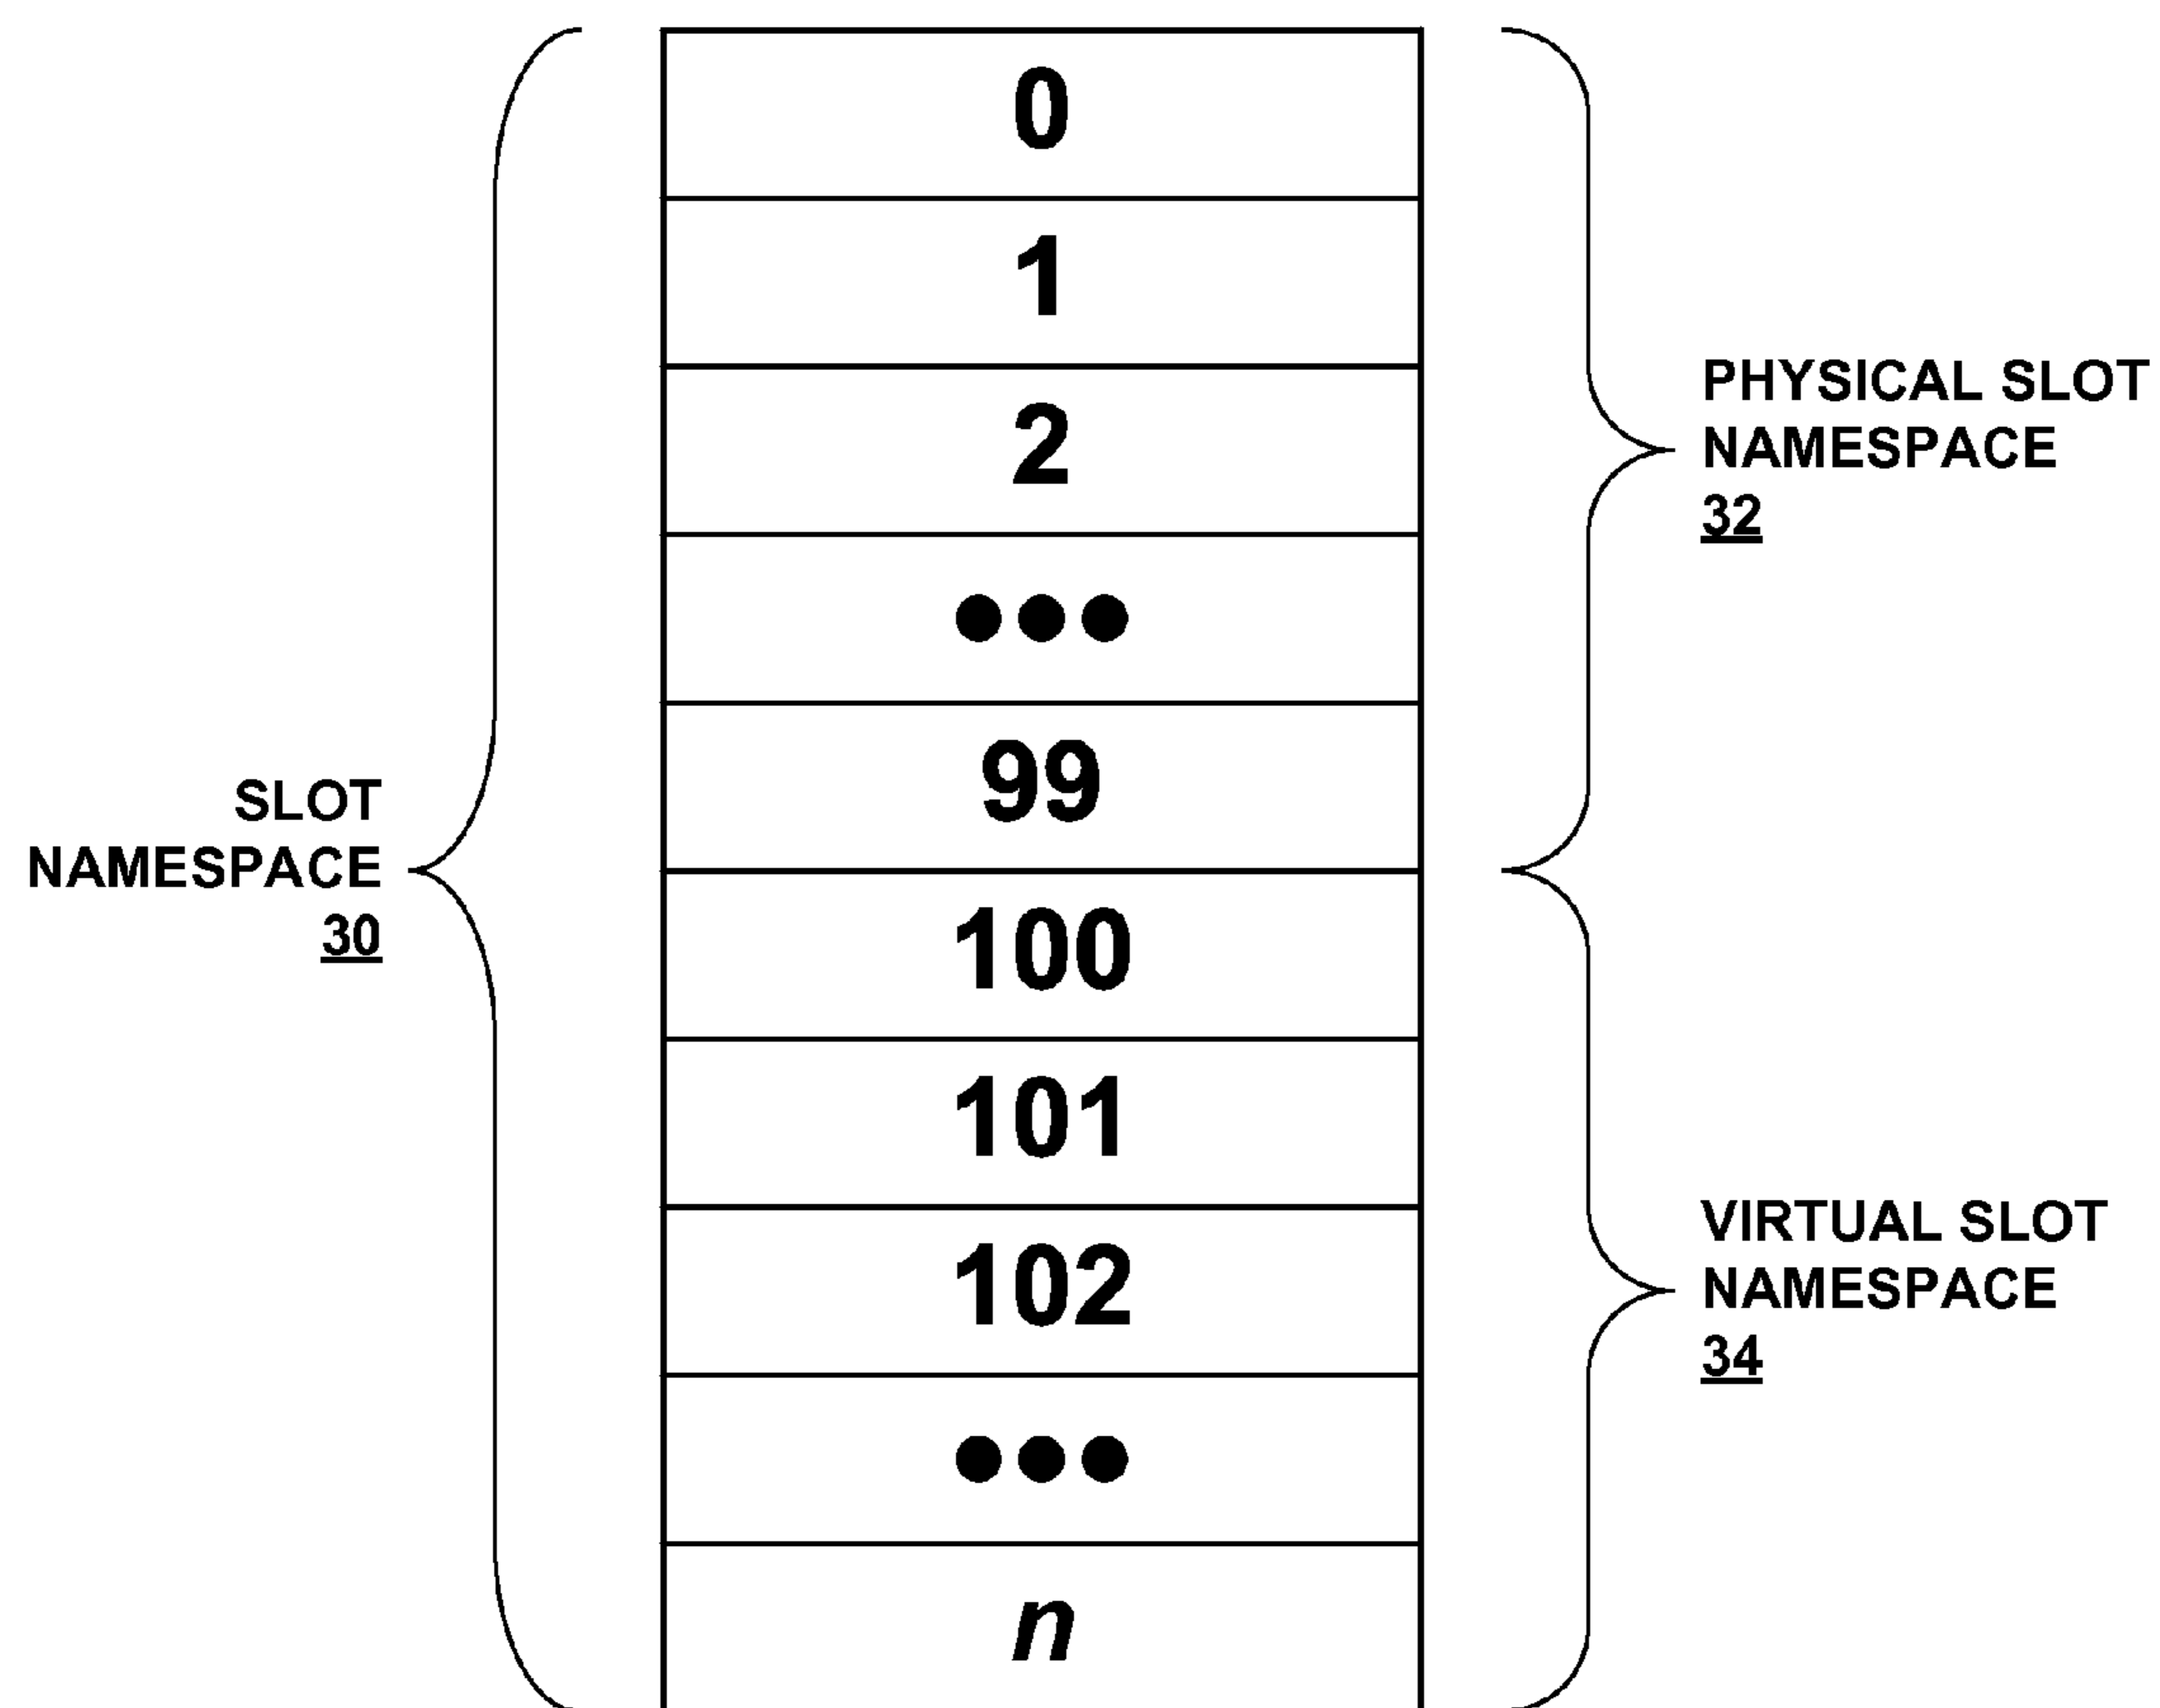 0
1
2
●●●
99
100
101
102
●●●
n
SLOT
NAMESPACE
30
PHYSICAL SLOT
NAMESPACE
32
VIRTUAL SLOT
NAMESPACE
34